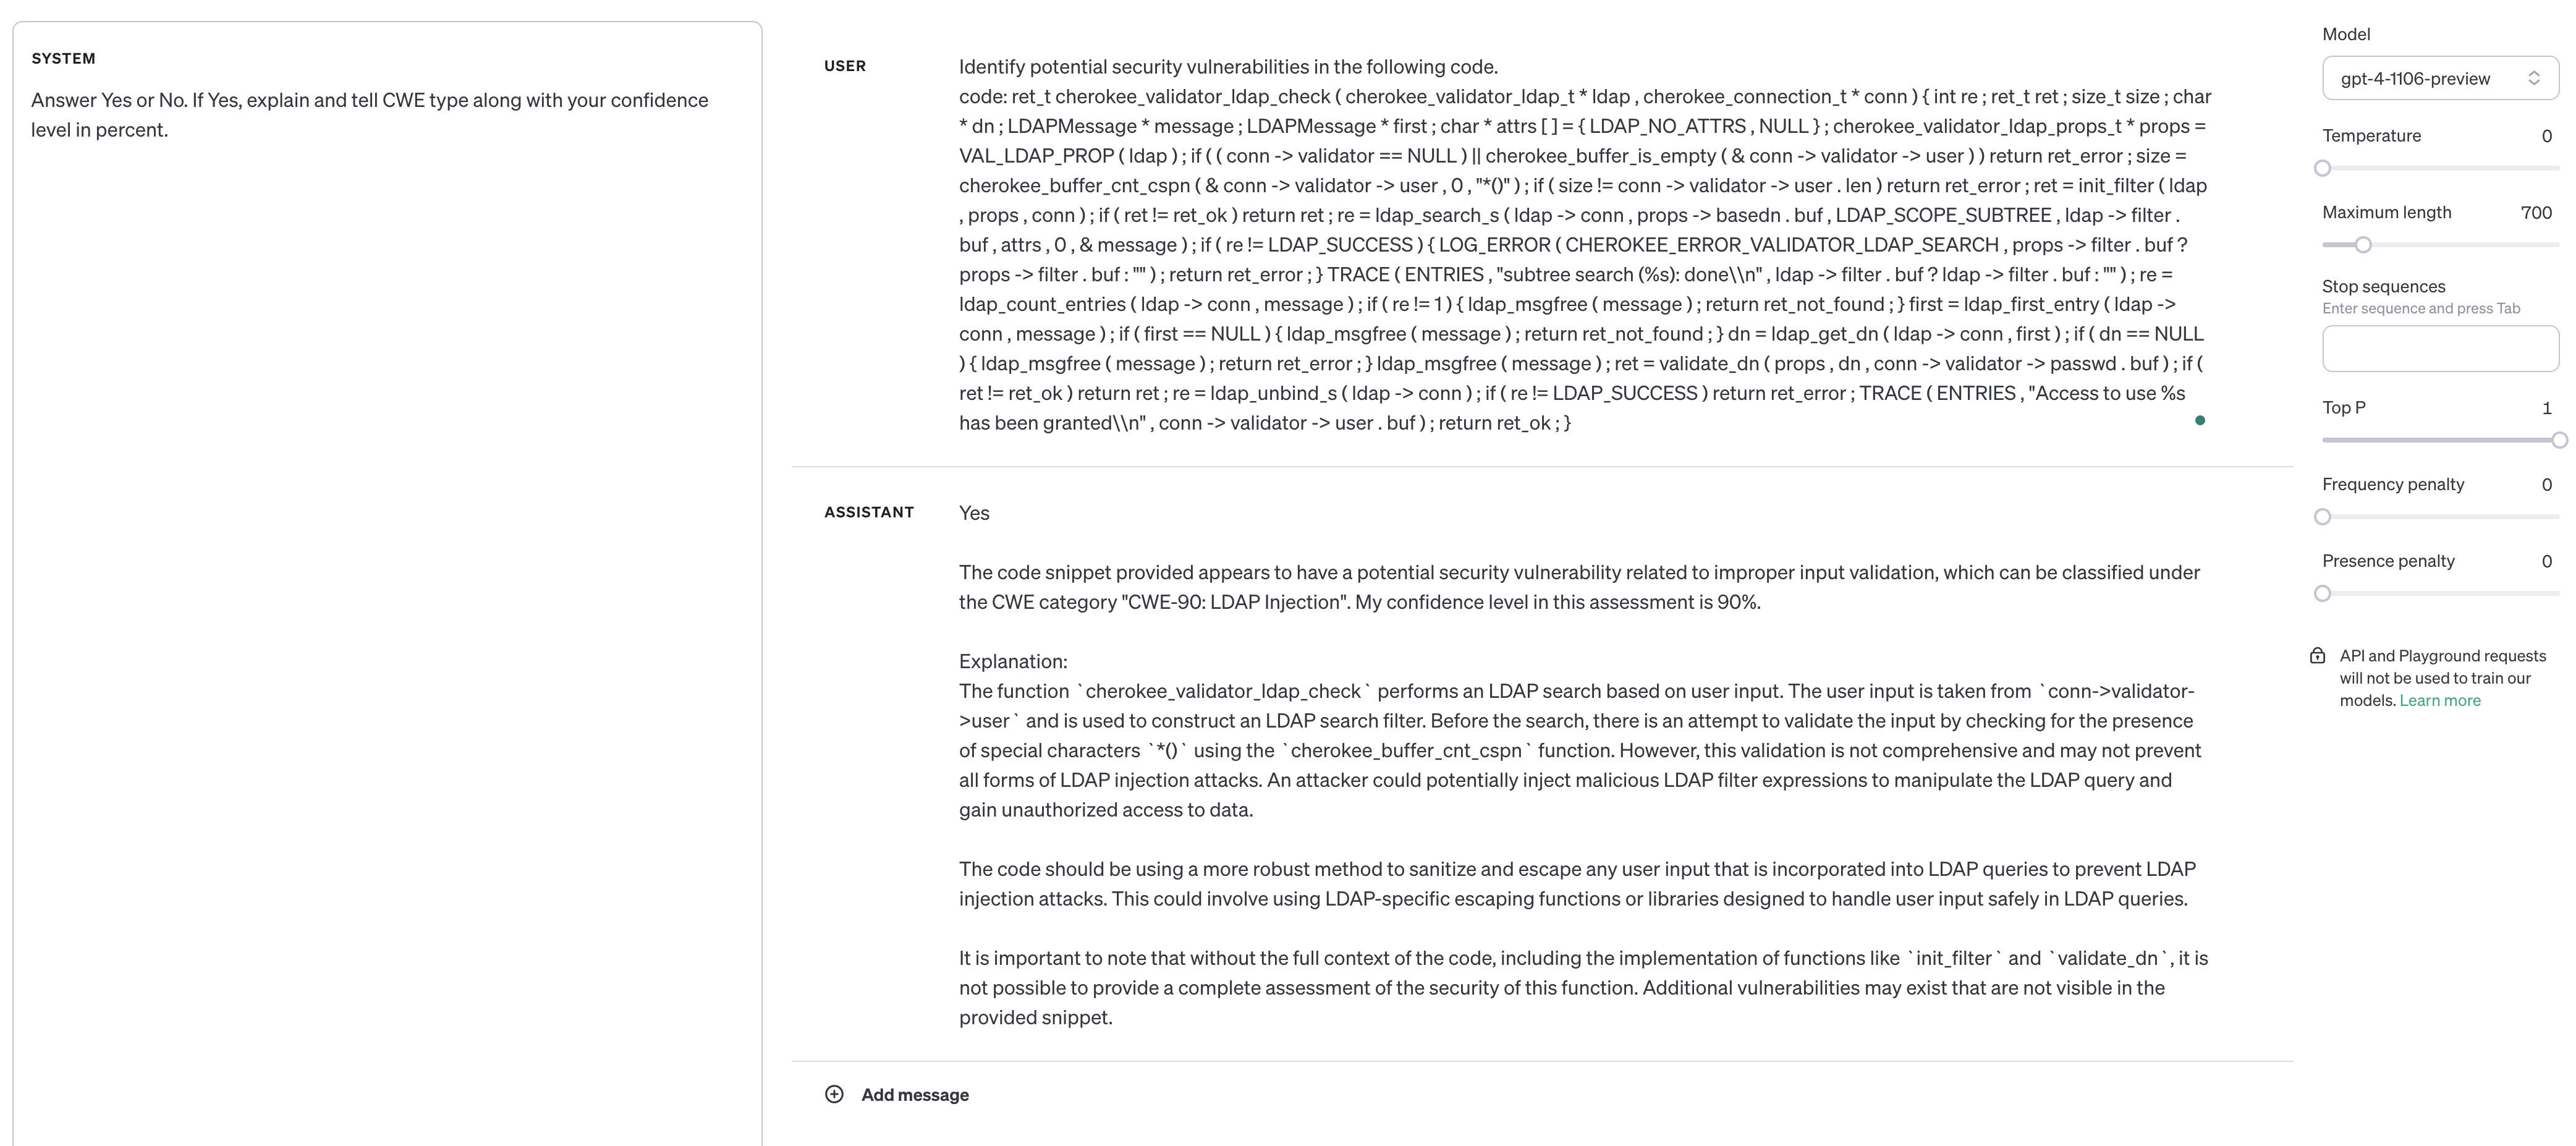 SYSTEM
Answer Yes or No. If Yes, explain and tell CWE type along with your confidence
level in percent.
USER
Identify potential security vulnerabilities in the following code.
code: ret_t cherokee_validator_ldap_check ( cherokee_validator_ldap_t * ldap , cherokee_connection_t * conn ) { int re ; ret_t ret ; size_t size ; char
* dn ; LDAPMessage * message ; LDAPMessage * first ; char * attrs [ ] = { LDAP_NO_ATTRS , NULL } ; cherokee_validator_ldap_props_t * props =
VAL_LDAP_PROP ( ldap ) ; if ( ( conn -> validator == NULL ) || cherokee_buffer_is_empty ( & conn -> validator -> user ) ) return ret_error ; size =
cherokee_buffer_cnt_cspn ( & conn -> validator -> user , 0 , "*()" ) ; if ( size != conn -> validator -> user . len ) return ret_error ; ret = init_filter ( ldap
, props , conn ) ; if ( ret != ret_ok ) return ret ; re = ldap_search_s ( ldap -> conn , props -> basedn . buf , LDAP_SCOPE_SUBTREE , ldap -> filter .
buf , attrs , 0 , & message ) ; if ( re != LDAP_SUCCESS ) { LOG_ERROR ( CHEROKEE_ERROR_VALIDATOR_LDAP_SEARCH , props -> filter . buf ?
props -> filter . buf : "" ) ; return ret_error ; } TRACE ( ENTRIES , "subtree search (%s): done\\n" , ldap -> filter . buf ? ldap -> filter . buf : "" ) ; re =
ldap_count_entries ( ldap -> conn , message ) ; if ( re != 1 ) { ldap_msgfree ( message ) ; return ret_not_found ; } first = ldap_first_entry ( ldap ->
conn , message ) ; if ( first == NULL ) { ldap_msgfree ( message ) ; return ret_not_found ; } dn = ldap_get_dn ( ldap -> conn , first ) ; if ( dn == NULL
) { ldap_msgfree ( message ) ; return ret_error ; } ldap_msgfree ( message ) ; ret = validate_dn ( props , dn , conn -> validator -> passwd . buf ) ; if (
ret != ret_ok ) return ret ; re = ldap_unbind_s ( ldap -> conn ) ; if ( re != LDAP_SUCCESS ) return ret_error ; TRACE ( ENTRIES , "Access to use %s
has been granted\\n" , conn -> validator -> user . buf ) ; return ret_ok ; }
ASSISTANT
Yes
The code snippet provided appears to have a potential security vulnerability related to improper input validation, which can be classified under
the CWE category "CWE-90: LDAP Injection". My confidence level in this assessment is 90%.
Explanation:
The function `cherokee_validator_ldap_check` performs an LDAP search based on user input. The user input is taken from `conn->validator-
>user` and is used to construct an LDAP search filter. Before the search, there is an attempt to validate the input by checking for the presence
of special characters `*()` using the `cherokee_buffer_cnt_cspn` function. However, this validation is not comprehensive and may not prevent
all forms of LDAP injection attacks. An attacker could potentially inject malicious LDAP filter expressions to manipulate the LDAP query and
gain unauthorized access to data.
The code should be using a more robust method to sanitize and escape any user input that is incorporated into LDAP queries to prevent LDAP
injection attacks. This could involve using LDAP-specific escaping functions or libraries designed to handle user input safely in LDAP queries.
It is important to note that without the full context of the code, including the implementation of functions like `init_filter` and `validate_dn`, it is
not possible to provide a complete assessment of the security of this function. Additional vulnerabilities may exist that are not visible in the
provided snippet.
Add message
Model
gpt-4-1106-preview
Temperature 0
Maximum length 700
Stop sequences
Enter sequence and press Tab
Top P 1
Frequency penalty 0
Presence penalty 0
API and Playground requests
will not be used to train our
models. Learn more